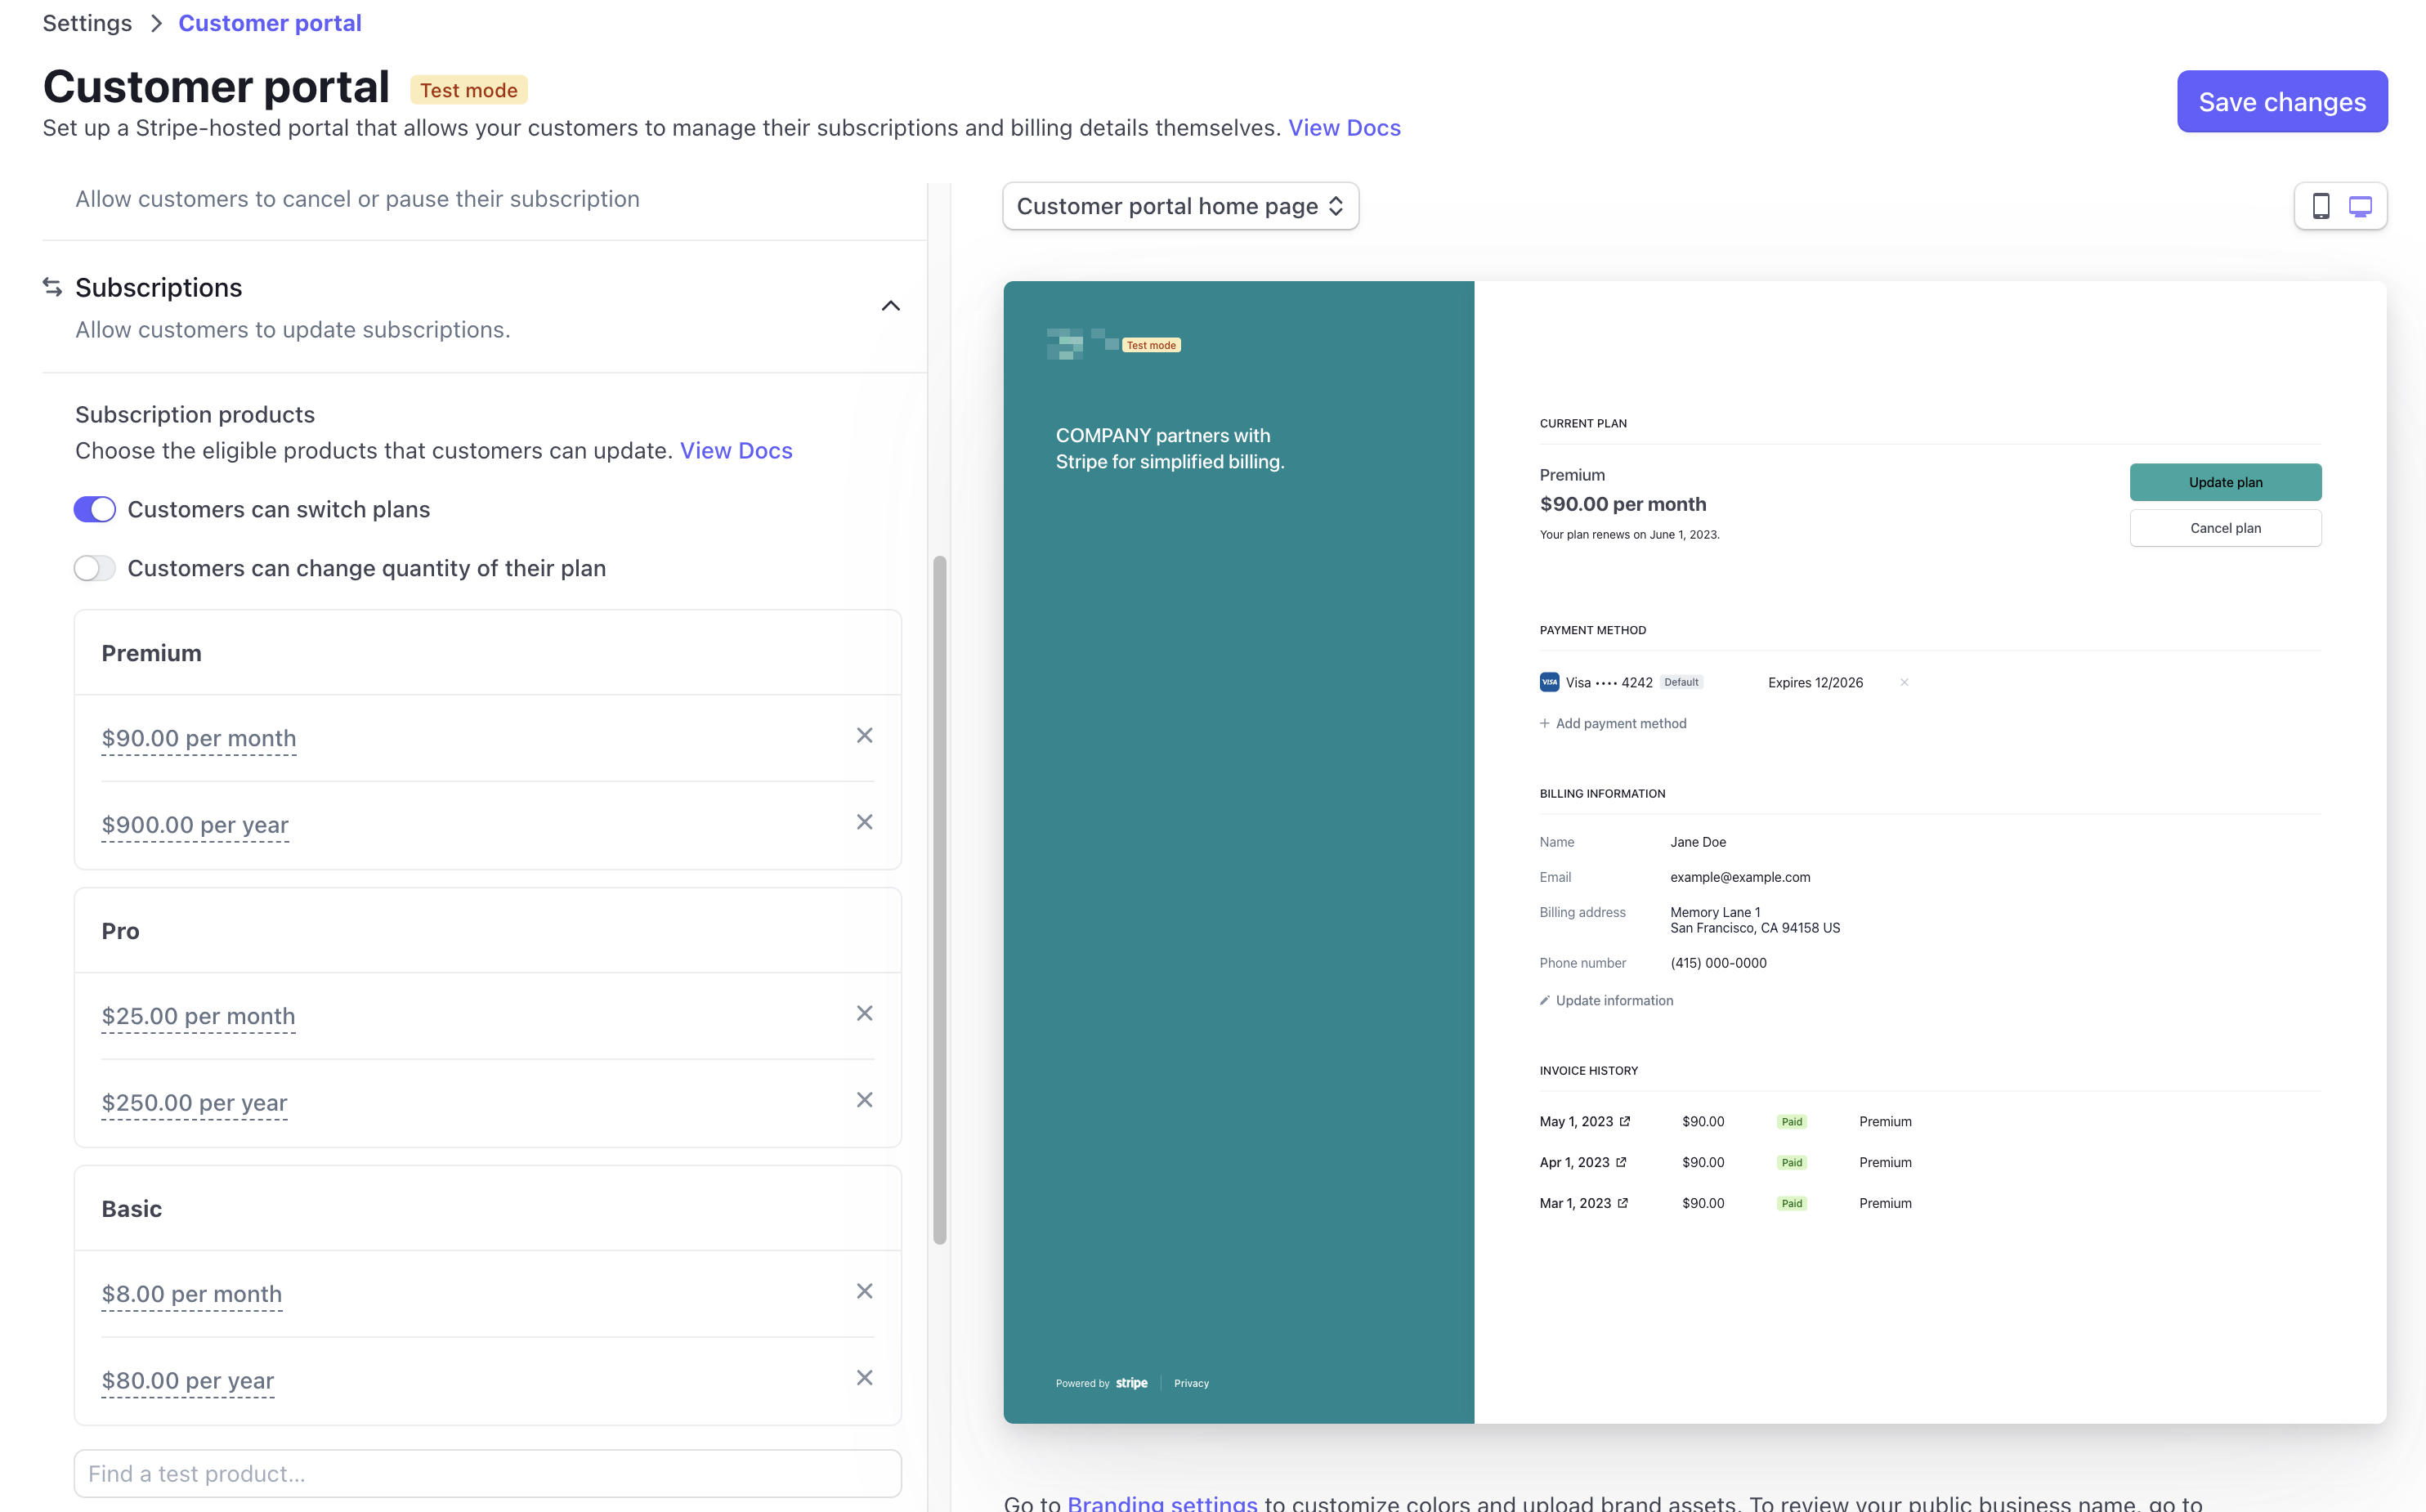 Settings > Customer portal
Customer portal Test mode
Save changes
Set up a Stripe-hosted portal that allows your customers to manage their subscriptions and billing details themselves. View Docs
Allow customers to cancel or pause their subscription
Subscriptions
Allow customers to update subscriptions.
Subscription products
Choose the eligible products that customers can update. View Docs
Customers can switch plans
Customers can change quantity of their plan
Premium
$90.00 per month
$900.00 per year
Pro
$25.00 per month
$250.00 per year
Basic
$8.00 per month
$80.00 per year
Find a test product...
Customer portal home page
Test mode
COMPANY partners with
Stripe for simplified billing.
Powered by stripe | Privacy
CURRENT PLAN
Premium
$90.00 per month
Your plan renews on June 1, 2023.
Update plan
Cancel plan
PAYMENT METHOD
VISA Visa •••• 4242 Default Expires 12/2026
+ Add payment method
BILLING INFORMATION
Name Jane Doe
Email example@example.com
Billing address Memory Lane 1
San Francisco, CA 94158 US
Phone number (415) 000-0000
Update information
INVOICE HISTORY
May 1, 2023 $90.00 Paid Premium
Apr 1, 2023 $90.00 Paid Premium
Mar 1, 2023 $90.00 Paid Premium
Go to Branding settings to customize colors and upload brand assets. To review your public business name, go to